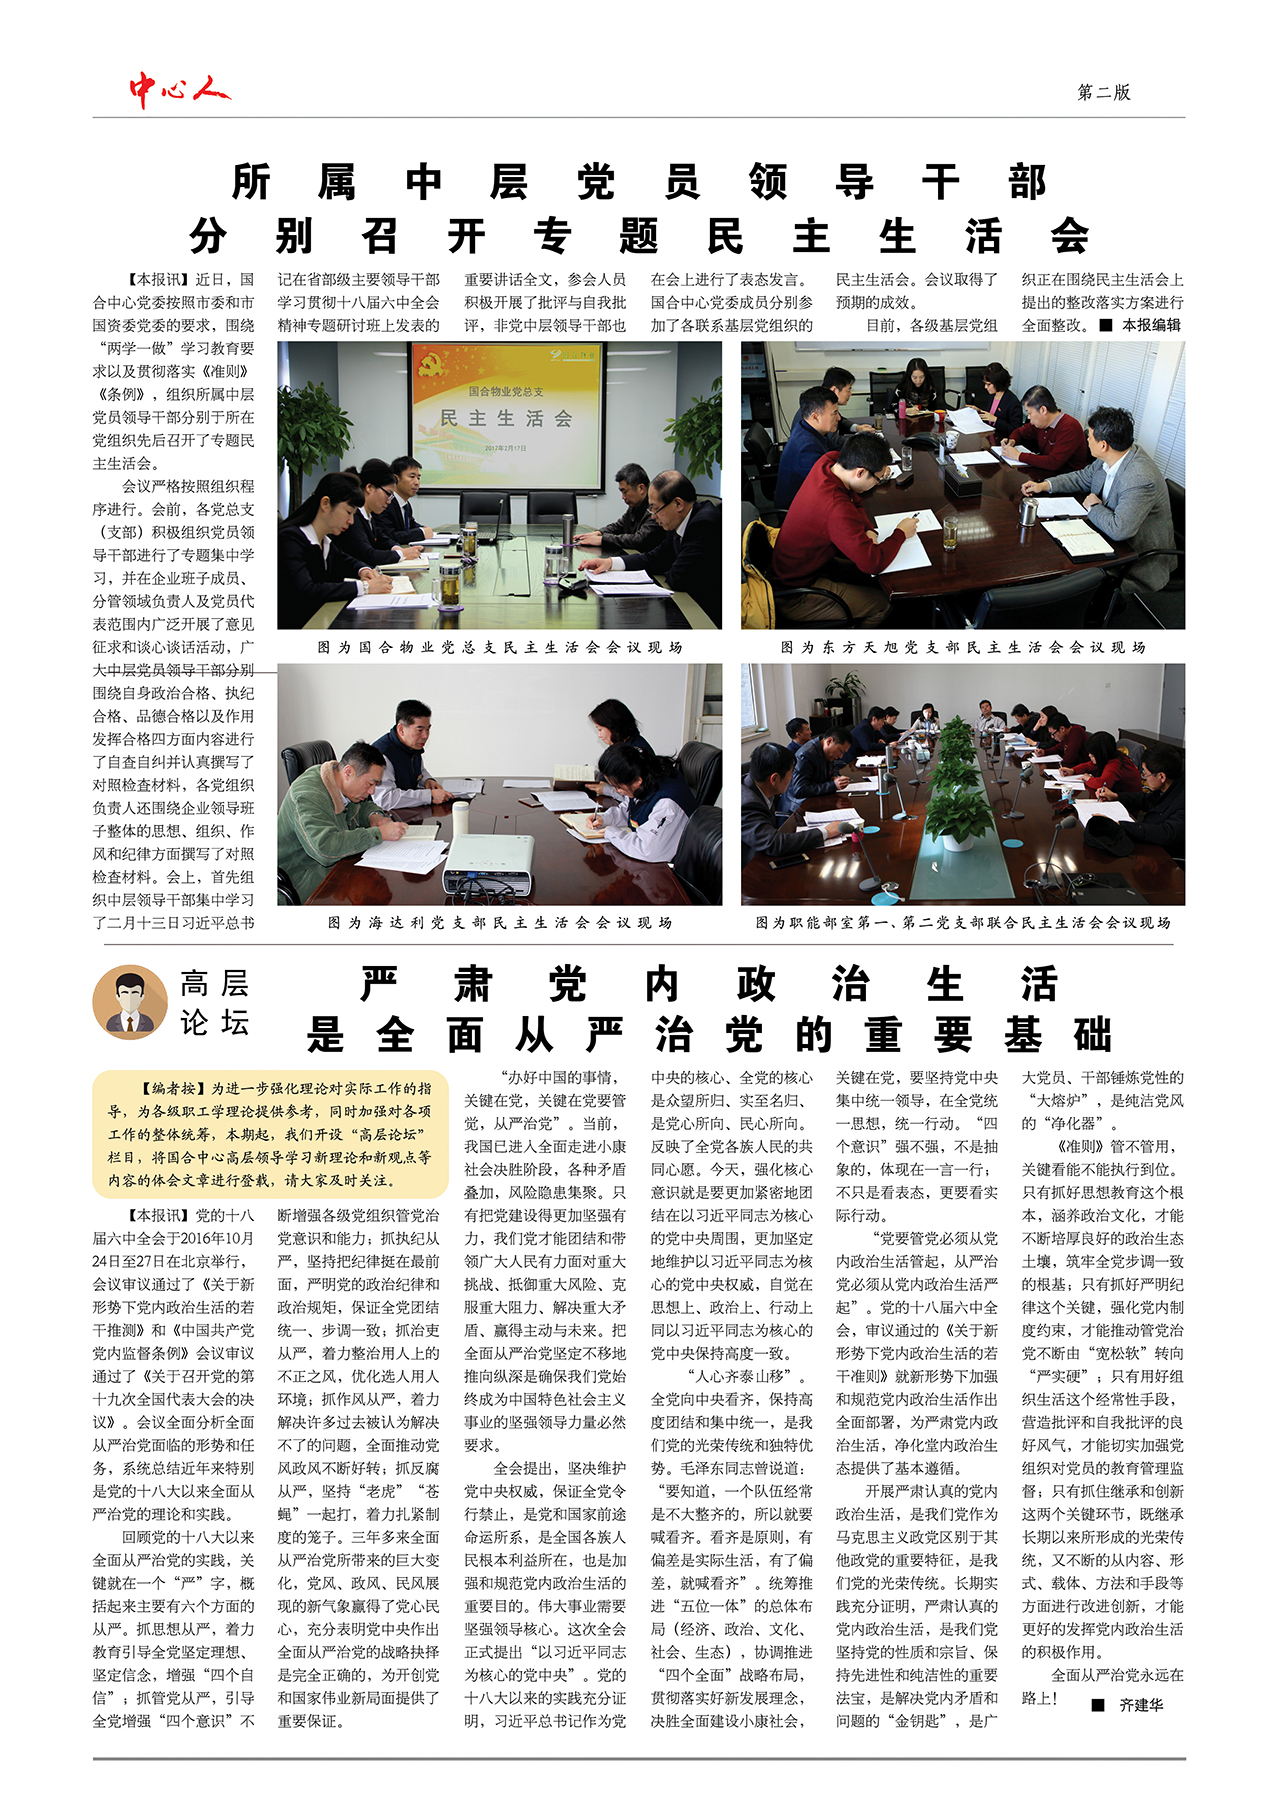 中心人
第二版
所属中层党员领导干部
分别召开专题民主生活会
【本报讯】近日，国
合中心党委按照市委和市
国资委党委的要求，围绕
“两学一做”学习教育要
求以及贯彻落实《准则》
《条例》，组织所属中层
党员领导干部分别于所在
党组织先后召开了专题民
主生活会。
会议严格按照组织程
序进行。会前，各党总支
（支部）积极组织党员领
导干部进行了专题集中学
习，并在企业班子成员、
分管领域负责人及党员代
表范围内广泛开展了意见
征求和谈心谈话活动，广
大中层党员领导干部分别
围绕自身政治合格、执纪
合格、品德合格以及作用
发挥合格四方面内容进行
了自查自纠并认真撰写了
对照检查材料，各党组织
负责人还围绕企业领导班
子整体的思想、组织、作
风和纪律方面撰写了对照
检查材料。会上，首先组
织中层领导干部集中学习
了二月十三日习近平总书
记在省部级主要领导干部
学习贯彻十八届六中全会
精神专题研讨班上发表的
重要讲话全文，参会人员
积极开展了批评与自我批
评，非党中层领导干部也
在会上进行了表态发言。
国合中心党委成员分别参
加了各联系基层党组织的
民主生活会。会议取得了
预期的成效。
目前，各级基层党组
织正在围绕民主生活会上
提出的整改落实方案进行
全面整改。■ 本报编辑
国合物业党总支
民主生活会
2017年2月17日
图为国合物业党总支民主生活会会议现场
图为东方天旭党支部民主生活会会议现场
图为海达利党支部民主生活会会议现场
图为职能部室第一、第二党支部联合民主生活会会议现场
高层
论坛
严肃党内政治生活
是全面从严治党的重要基础
【编者按】为进一步强化理论对实际工作的指
导，为各级职工学理论提供参考，同时加强对各项
工作的整体统筹，本期起，我们开设“高层论坛”
栏目，将国合中心高层领导学习新理论和新观点等
内容的体会文章进行登载，请大家及时关注。
【本报讯】党的十八
届六中全会于2016年10月
24日至27日在北京举行，
会议审议通过了《关于新
形势下党内政治生活的若
干推测》和《中国共产党
党内监督条例》会议审议
通过了《关于召开党的第
十九次全国代表大会的决
议》。会议全面分析全面
从严治党面临的形势和任
务，系统总结近年来特别
是党的十八大以来全面从
严治党的理论和实践。
回顾党的十八大以来
全面从严治党的实践，关
键就在一个“严”字，概
括起来主要有六个方面的
从严。抓思想从严，着力
教育引导全党坚定理想、
坚定信念，增强“四个自
信”；抓管党从严，引导
全党增强“四个意识”不
断增强各级党组织管党治
党意识和能力；抓执纪从
严，坚持把纪律挺在最前
面，严明党的政治纪律和
政治规矩，保证全党团结
统一、步调一致；抓治吏
从严，着力整治用人上的
不正之风，优化选人用人
环境；抓作风从严，着力
解决许多过去被认为解决
不了的问题，全面推动党
风政风不断好转；抓反腐
从严，坚持“老虎”“苍
蝇”一起打，着力扎紧制
度的笼子。三年多来全面
从严治党所带来的巨大变
化，党风、政风、民风展
现的新气象赢得了党心民
心，充分表明党中央作出
全面从严治党的战略抉择
是完全正确的，为开创党
和国家伟业新局面提供了
重要保证。
“办好中国的事情，
关键在党，关键在党要管
党，从严治党”。当前，
我国已进入全面走进小康
社会决胜阶段，各种矛盾
叠加，风险隐患集聚。只
有把党建设得更加坚强有
力，我们党才能团结和带
领广大人民有力面对重大
挑战、抵御重大风险、克
服重大阻力、解决重大矛
盾、赢得主动与未来。把
全面从严治党坚定不移地
推向纵深是确保我们党始
终成为中国特色社会主义
事业的坚强领导力量必然
要求。
全会提出，坚决维护
党中央权威，保证全党令
行禁止，是党和国家前途
命运所系，是全国各族人
民根本利益所在，也是加
强和规范党内政治生活的
重要目的。伟大事业需要
坚强领导核心。这次全会
正式提出“以习近平同志
为核心的党中央”。党的
十八大以来的实践充分证
明，习近平总书记作为党
中央的核心、全党的核心
是众望所归、实至名归、
是党心所向、民心所向。
反映了全党各族人民的共
同心愿。今天，强化核心
意识就是要更加紧密地团
结在以习近平同志为核心
的党中央周围，更加坚定
地维护以习近平同志为核
心的党中央权威，自觉在
思想上、政治上、行动上
同以习近平同志为核心的
党中央保持高度一致。
“人心齐泰山移”。
全党向中央看齐，保持高
度团结和集中统一，是我
们党的光荣传统和独特优
势。毛泽东同志曾说道：
“要知道，一个队伍经常
是不大整齐的，所以就要
喊看齐。看齐是原则，有
偏差是实际生活，有了偏
差，就喊看齐”。统筹推
进“五位一体”的总体布
局（经济、政治、文化、
社会、生态），协调推进
“四个全面”战略布局，
贯彻落实好新发展理念，
决胜全面建设小康社会，
关键在党，要坚持党中央
集中统一领导，在全党统
一思想，统一行动。“四
个意识”强不强，不是抽
象的，体现在一言一行；
不只是看表态，更要看实
际行动。
“党要管党必须从党
内政治生活管起，从严治
党必须从党内政治生活严
起”。党的十八届六中全
会，审议通过的《关于新
形势下党内政治生活的若
干准则》就新形势下加强
和规范党内政治生活作出
全面部署，为严肃党内政
治生活，净化堂内政治生
态提供了基本遵循。
开展严肃认真的党内
政治生活，是我们党作为
马克思主义政党区别于其
他政党的重要特征，是我
们党的光荣传统。长期实
践充分证明，严肃认真的
党内政治生活，是我们党
坚持党的性质和宗旨、保
持先进性和纯洁性的重要
法宝，是解决党内矛盾和
问题的“金钥匙”，是广
大党员、干部锤炼党性的
“大熔炉”，是纯洁党风
的“净化器”。
《准则》管不管用，
关键看能不能执行到位。
只有抓好思想教育这个根
本，涵养政治文化，才能
不断培厚良好的政治生态
土壤，筑牢全党步调一致
的根基；只有抓好严明纪
律这个关键，强化党内制
度约束，才能推动管党治
党不断由“宽松软”转向
“严实硬”；只有用好组
织生活这个经常性手段，
营造批评和自我批评的良
好风气，才能切实加强党
组织对党员的教育管理监
督；只有抓住继承和创新
这两个关键环节，既继承
长期以来所形成的光荣传
统，又不断的从内容、形
式、载体、方法和手段等
方面进行改进创新，才能
更好的发挥党内政治生活
的积极作用。
全面从严治党永远在
路上！
■ 齐建华